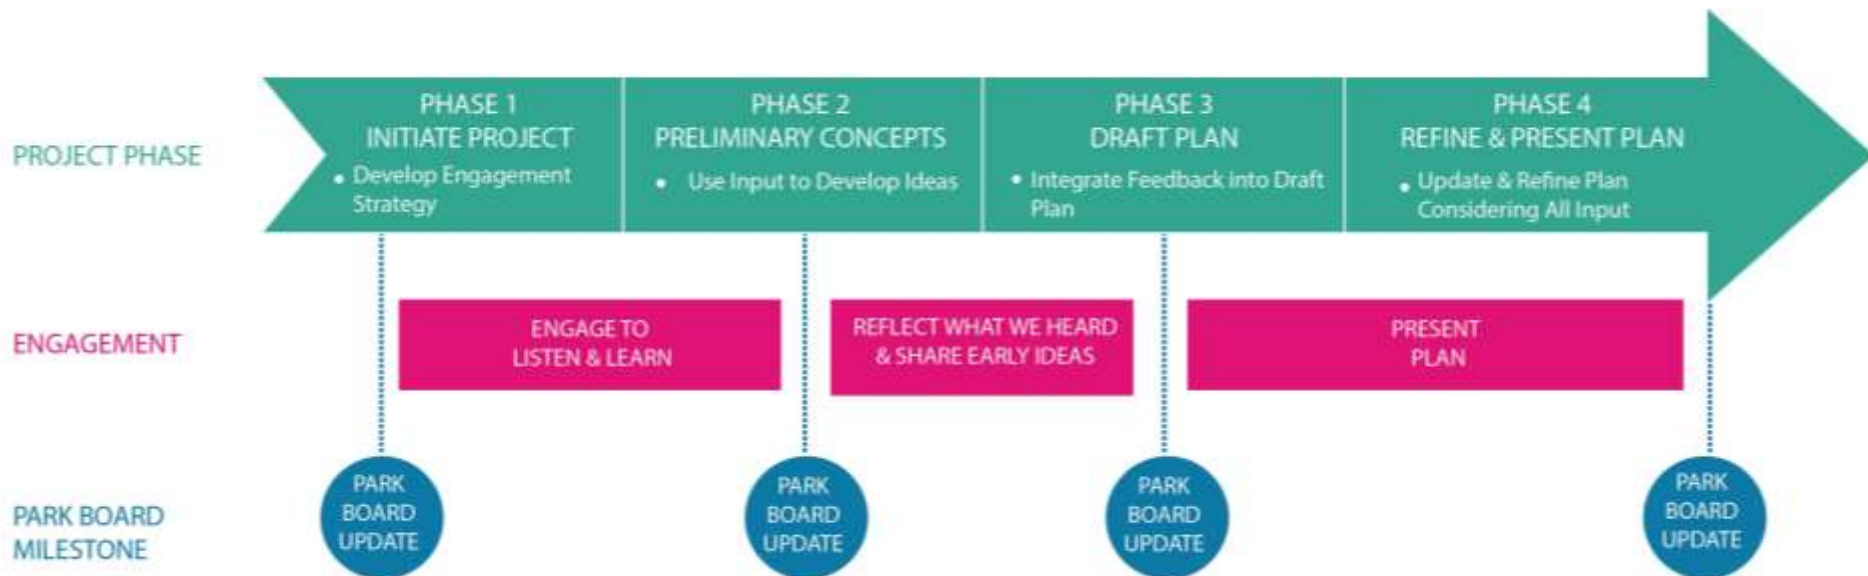 PROJECT PHASE
PHASE 1
INITIATE PROJECT
• Develop Engagement
Strategy
PHASE 2
PRELIMINARY CONCEPTS
• Use Input to Develop Ideas
PHASE 3
DRAFT PLAN
• Integrate Feedback into Draft
Plan
PHASE 4
REFINE & PRESENT PLAN
• Update & Refine Plan
Considering All Input
ENGAGEMENT
ENGAGE TO
LISTEN & LEARN
REFLECT WHAT WE HEARD
& SHARE EARLY IDEAS
PRESENT
PLAN
PARK BOARD
MILESTONE
PARK
BOARD
UPDATE
PARK
BOARD
UPDATE
PARK
BOARD
UPDATE
PARK
BOARD
UPDATE